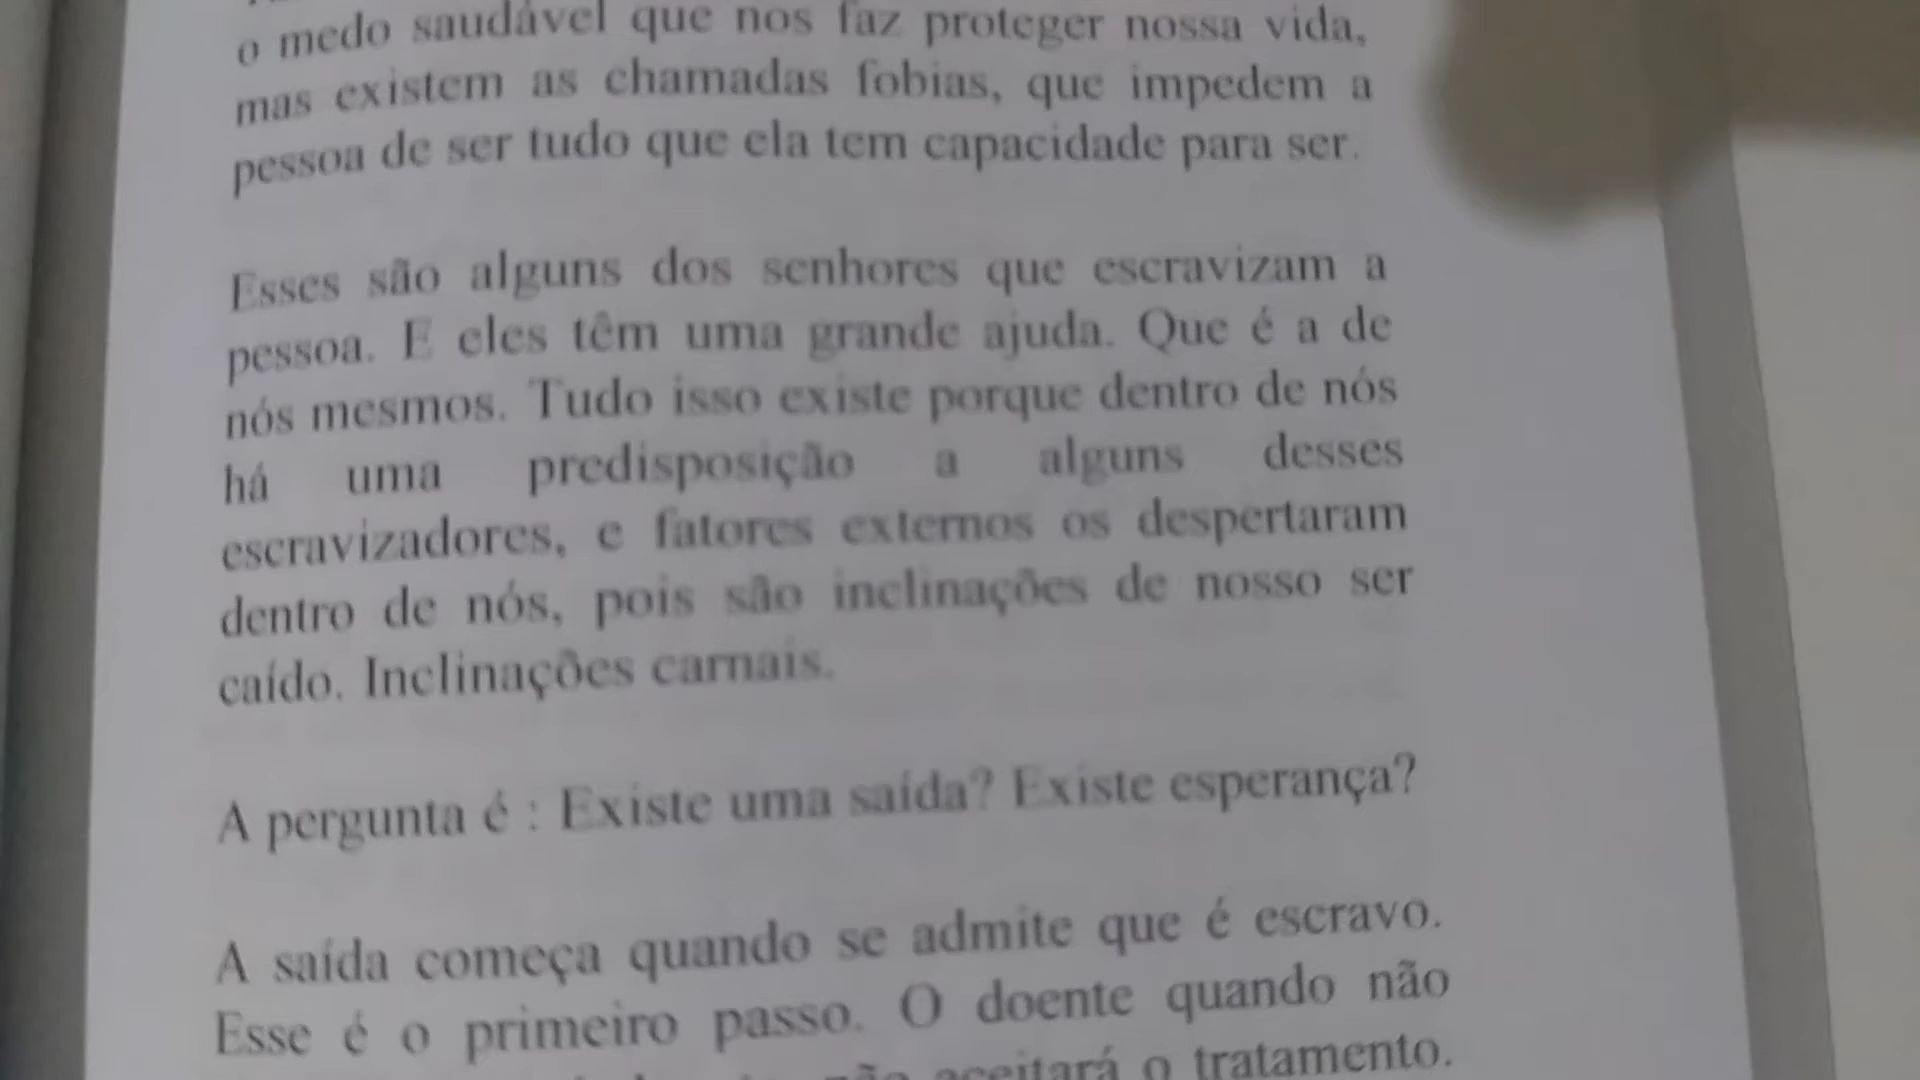 o medo saudável que nos faz proteger nossa vida,
mas existem as chamadas fobias, que impedem a
pessoa de ser tudo que ela tem capacidade para ser.
Esses são alguns dos senhores que escravizam a
pessoa. E eles têm uma grande ajuda. Que é a de
nós mesmos. Tudo isso existe porque dentro de nós
há uma predisposição a alguns desses
escravizadores, e fatores externos os despertaram
dentro de nós, pois são inclinações de nosso ser
caído. Inclinações carnais.
A pergunta é : Existe uma saída? Existe esperança?
A saída começa quando se admite que é escravo.
Esse é o primeiro passo. O doente quando não
não aceitará o tratamento.